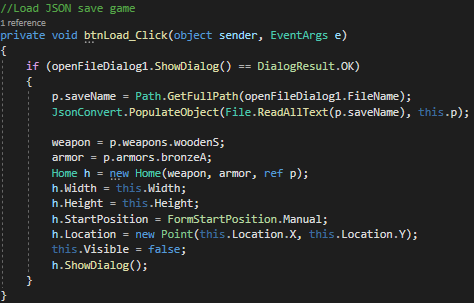 //Load JSON save game
1 reference
private void btnLoad_Click(object sender, EventArgs e)
{
if (openFileDialog1.ShowDialog() == DialogResult.OK)
{
p.saveName = Path.GetFullPath(openFileDialog1.FileName);
JsonConvert.PopulateObject(File.ReadAllText(p.saveName), this.p);
weapon = p.weapons.woodenS;
armor = p.armors.bronzeA;
Home h = new Home(weapon, armor, ref p);
h.Width = this.Width;
h.Height = this.Height;
h.StartPosition = FormStartPosition.Manual;
h.Location = new Point(this.Location.X, this.Location.Y);
this.Visible = false;
h.ShowDialog();
}
}